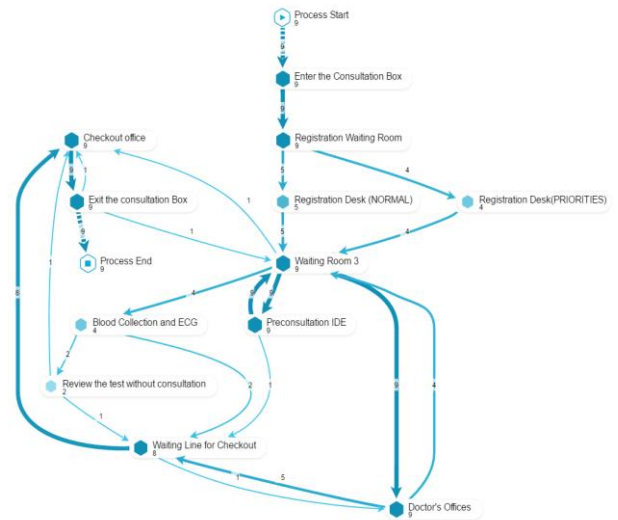 Process Start
9
9
Enter the Consultation Box
9
9
Checkout office
9
Registration Waiting Room
9
9
1
5
4
Exit the consultation Box
9
1
Registration Desk (NORMAL)
5
Registration Desk(PRIORITIES)
4
9
1
5
4
Process End
9
1
Waiting Room 3
9
8
4
9
9
Blood Collection and ECG
4
Preconsultation IDE
9
2
Review the test without consultation
2
2
1
9
4
1
Waiting Line for Checkout
8
1
5
Doctor's Offices
9